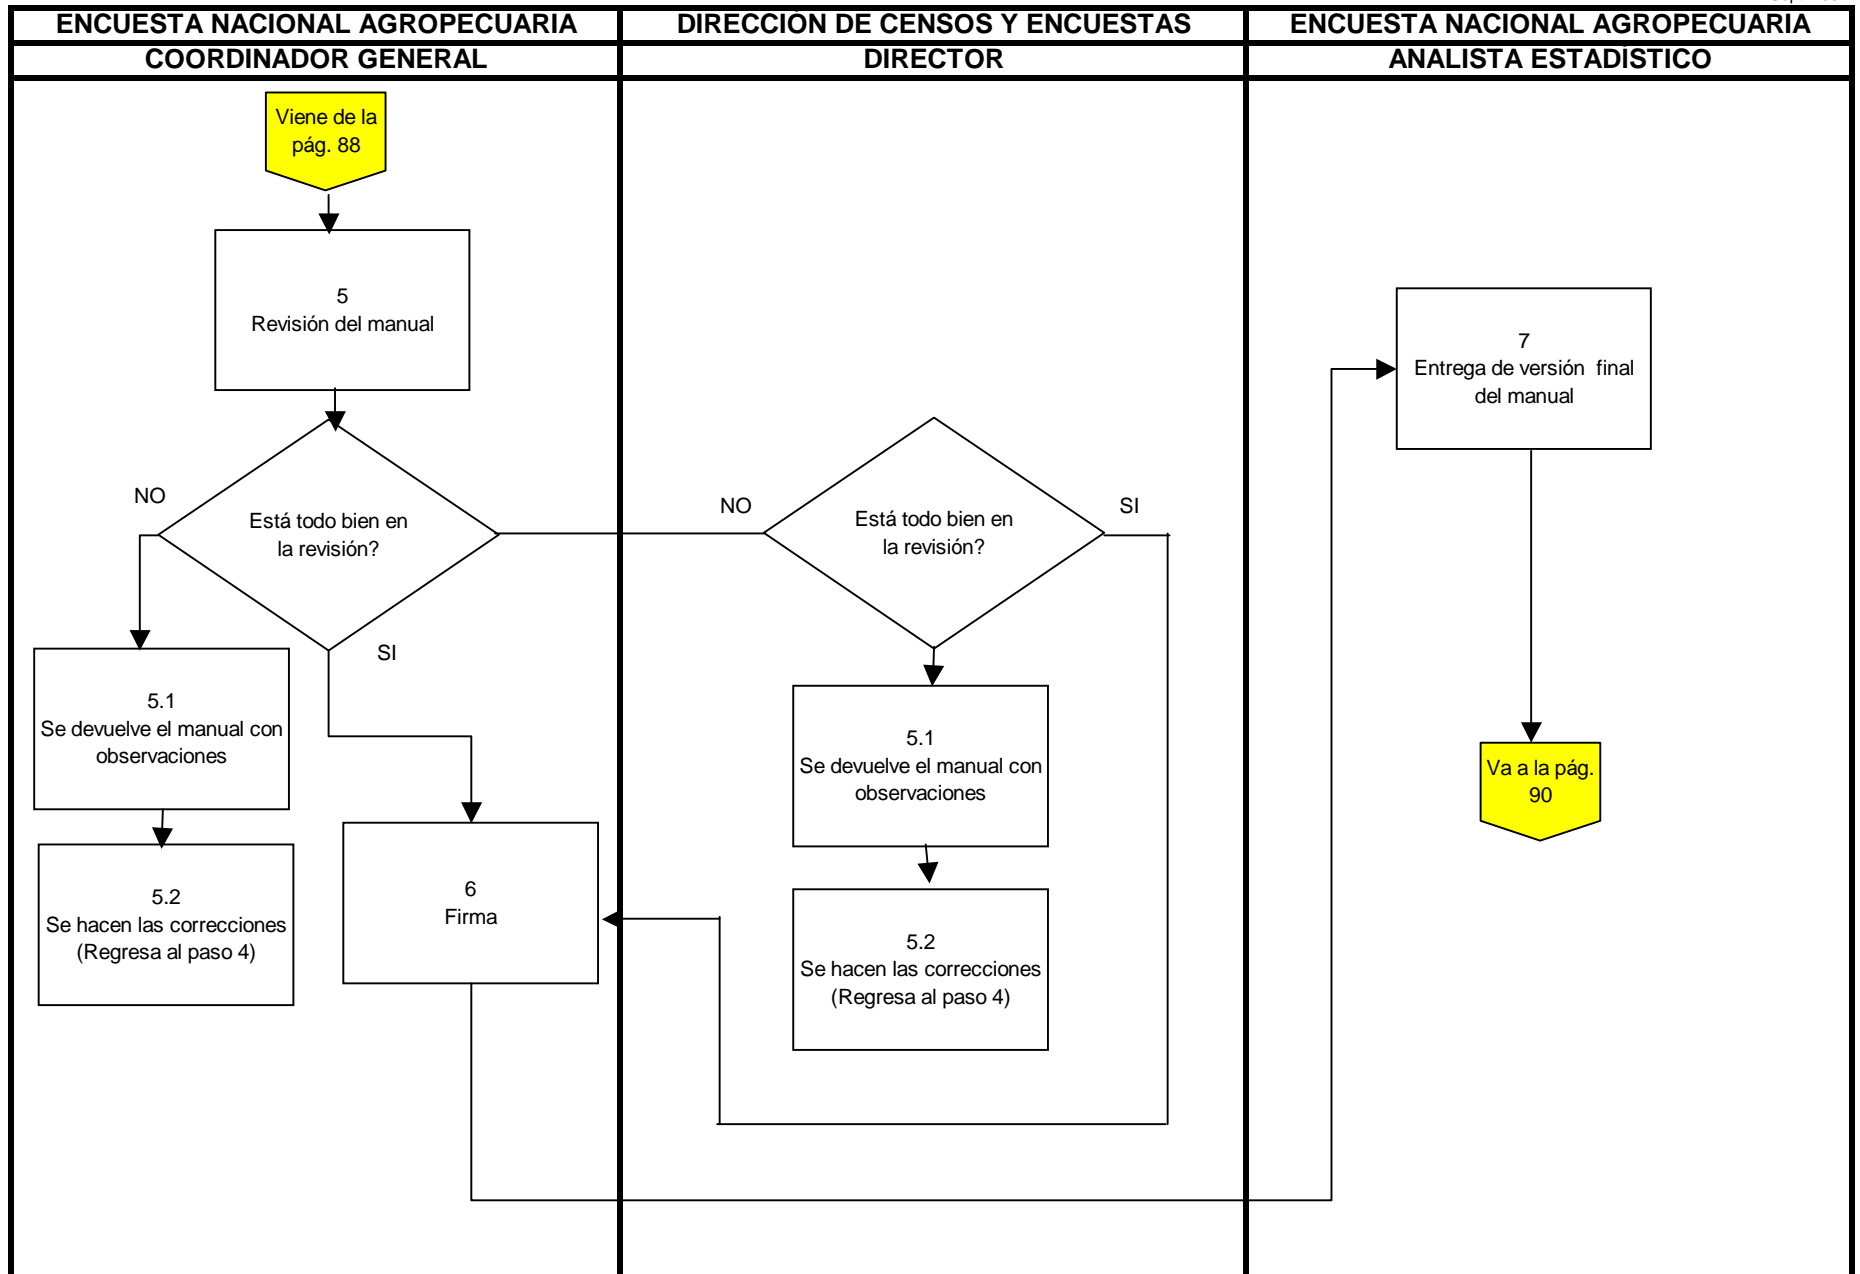 ENCUESTA NACIONAL AGROPECUARIA
DIRECCIÓN DE CENSOS Y ENCUESTAS
ENCUESTA NACIONAL AGROPECUARIA
COORDINADOR GENERAL
DIRECTOR
ANALISTA ESTADÍSTICO
Viene de la
pág. 88
5
Revisión del manual
NO
Está todo bien en
la revisión?
SI
5.1
Se devuelve el manual con
observaciones
5.2
Se hacen las correcciones
(Regresa al paso 4)
6
Firma
NO
Está todo bien en
la revisión?
SI
5.1
Se devuelve el manual con
observaciones
5.2
Se hacen las correcciones
(Regresa al paso 4)
7
Entrega de versión final
del manual
Va a la pág.
90